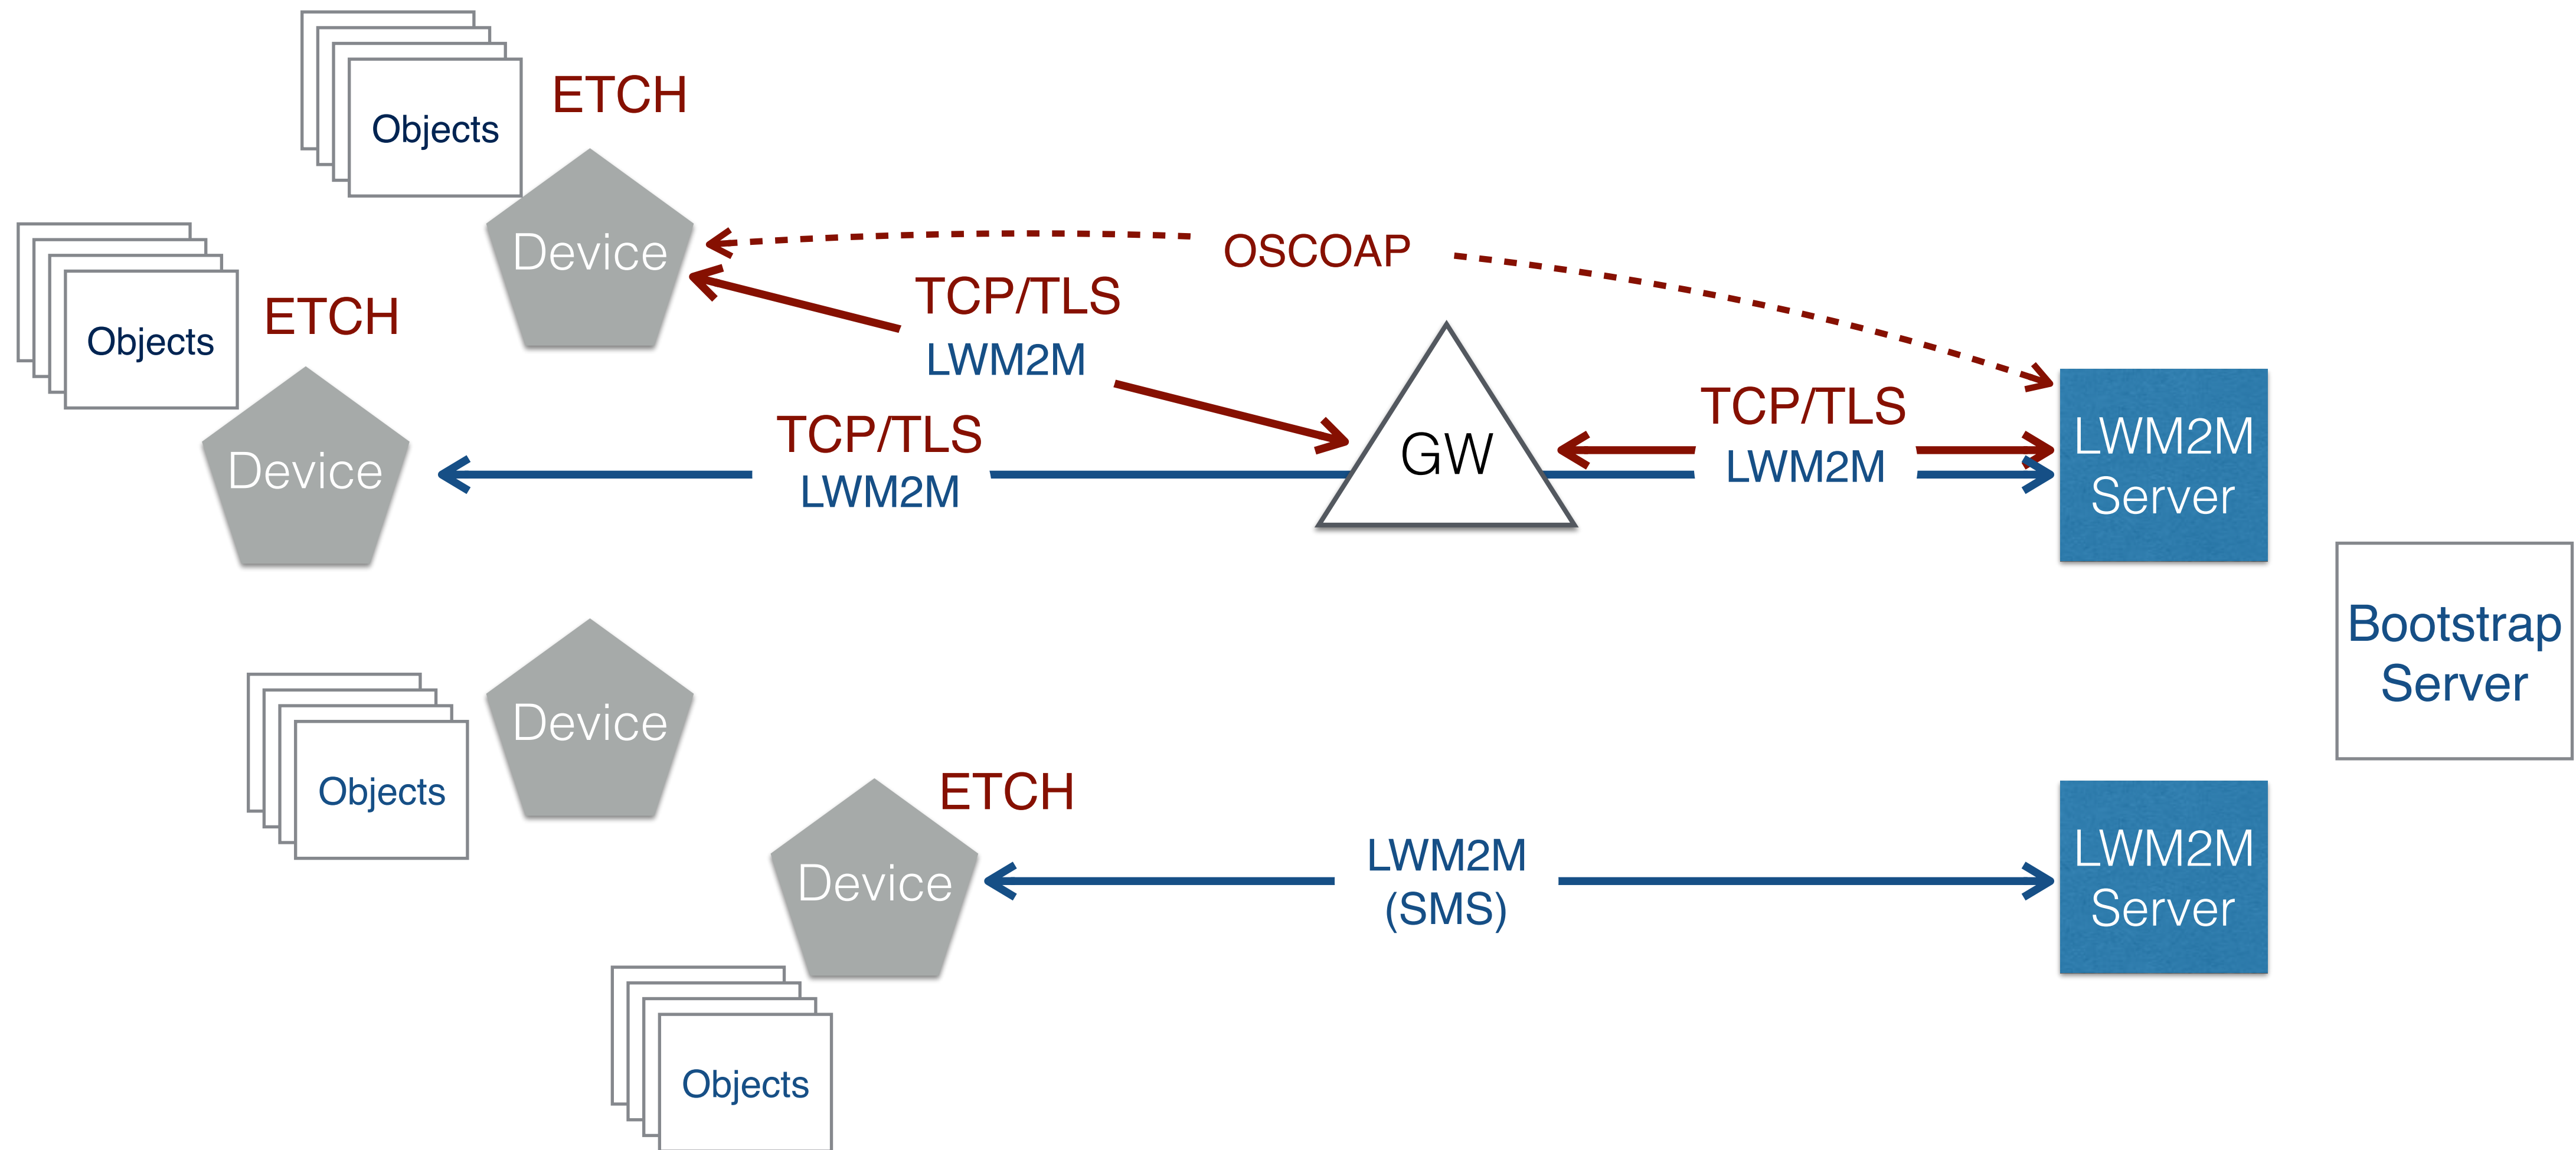 ETCH
Objects
Device
OSCOAP
TCP/TLS
LWM2M
ETCH
Objects
Device
TCP/TLS
LWM2M
GW
TCP/TLS
LWM2M
LWM2M
Server
Bootstrap
Server
Device
Objects
ETCH
Device
LWM2M
(SMS)
LWM2M
Server
Objects